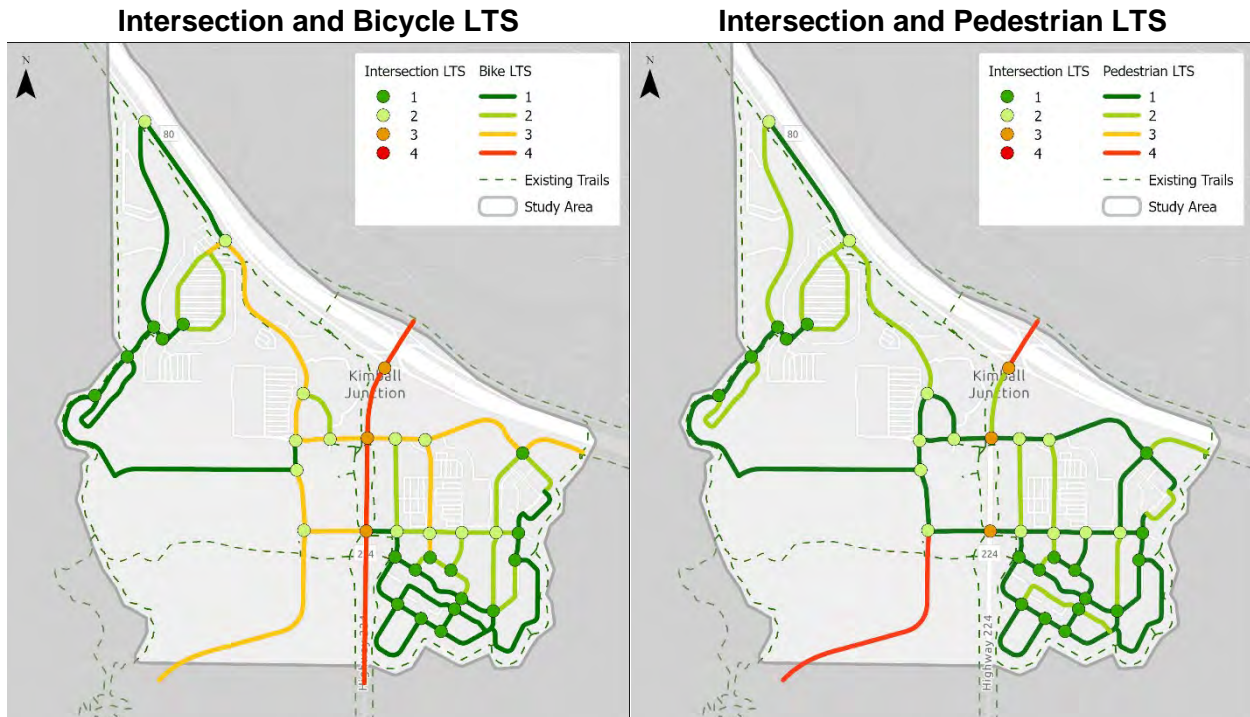 Intersection and Bicycle LTS
N
Intersection LTS Bike LTS
1 1
2 2
3 3
4 4
Existing Trails
Study Area
80
Kimball
Junction
224
Highway 224
Intersection and Pedestrian LTS
N
Intersection LTS Pedestrian LTS
1 1
2 2
3 3
4 4
Existing Trails
Study Area
80
Kimball
Junction
224
Highway 224